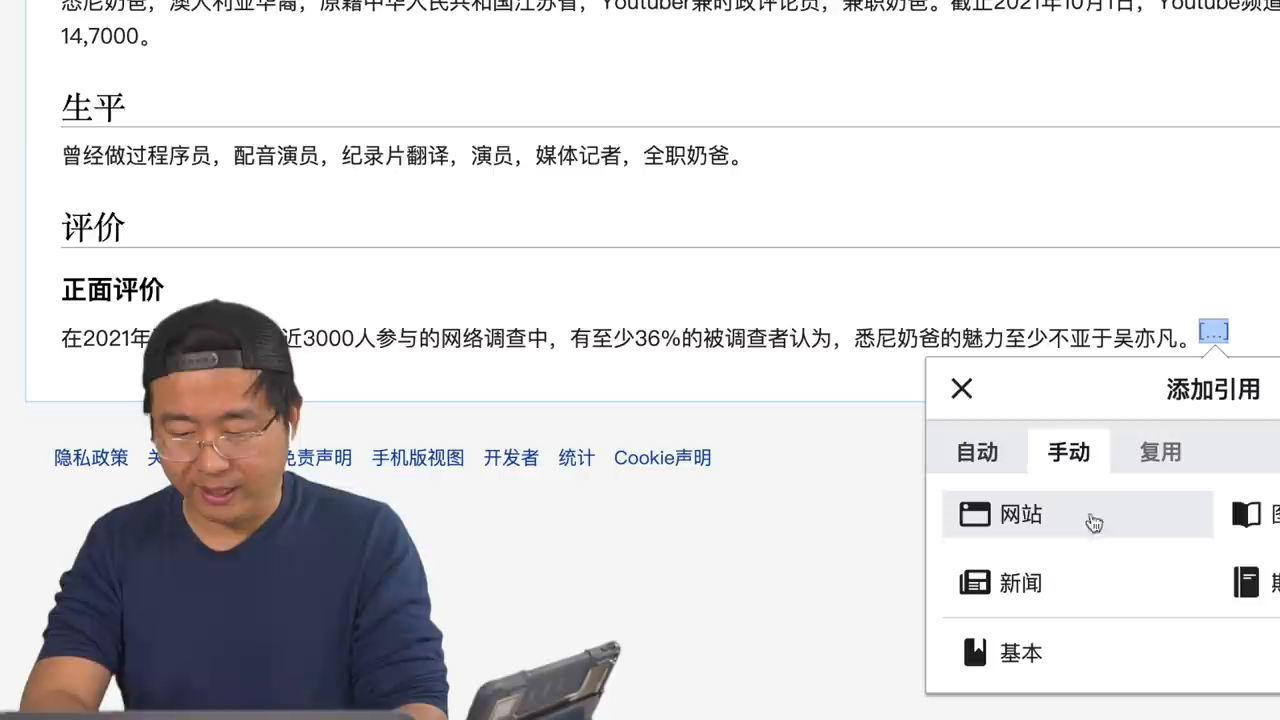 悉尼奶爸，澳大利亚华裔，原籍中华人民共和国江苏省，Youtuber兼时政评论员，兼职奶爸。截止2021年10月1日，Youtube频道
14,7000。
生平
曾经做过程序员，配音演员，纪录片翻译，演员，媒体记者，全职奶爸。
评价
正面评价
在2021年 近3000人参与的网络调查中，有至少36%的被调查者认为，悉尼奶爸的魅力至少不亚于吴亦凡。[...]
添加引用
自动 手动 复用
网站
新闻
基本
隐私政策 免责声明 手机版视图 开发者 统计 Cookie声明